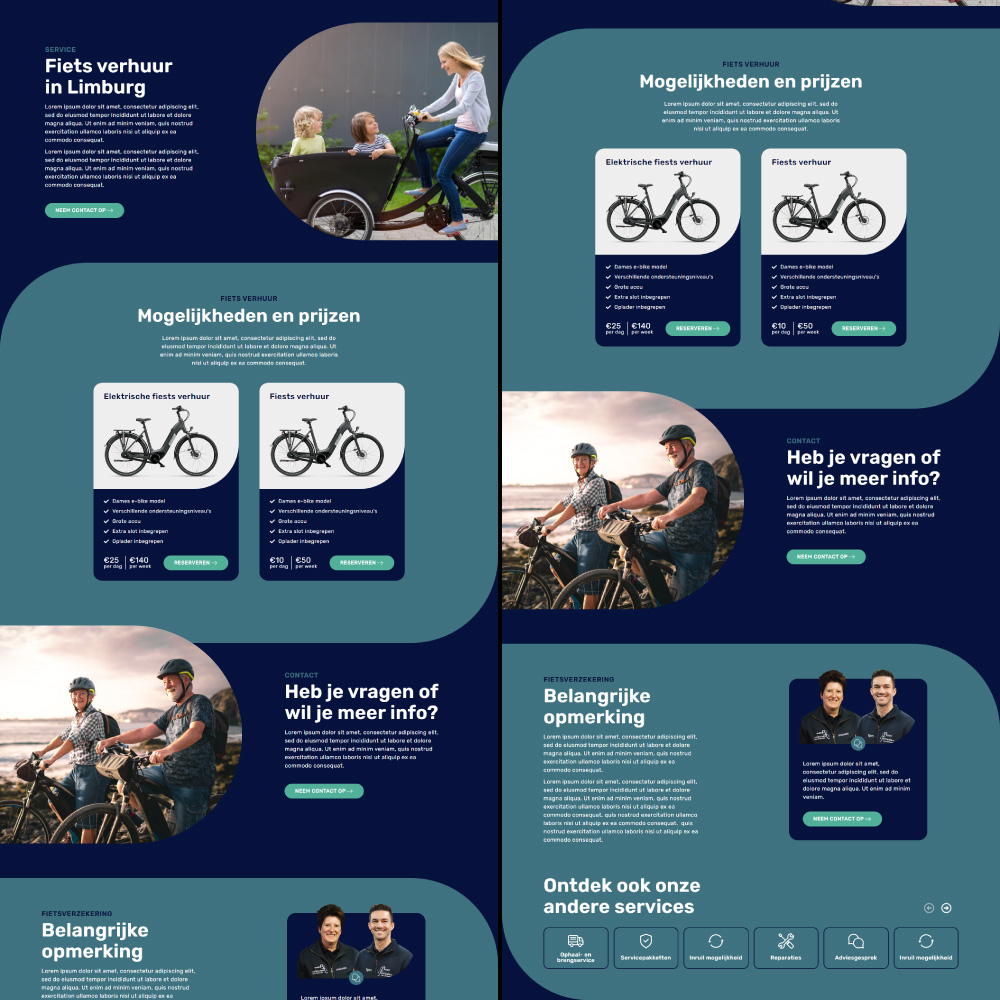 SERVICE
Fiets verhuur
in Limburg
Lorem ipsum dolor sit amet, consectetur adipiscing elit,
sed do eiusmod tempor incididunt ut labore et dolore
magna aliqua. Ut enim ad minim veniam, quis nostrud
exercitation ullamco laboris nisi ut aliquip ex ea
commodo consequat.
Lorem ipsum dolor sit amet, consectetur adipiscing elit,
sed do eiusmod tempor incididunt ut labore et dolore
magna aliqua. Ut enim ad minim veniam, quis nostrud
exercitation ullamco laboris nisi ut aliquip ex ea
commodo consequat.
NEEM CONTACT OP
FIETS VERHUUR
Mogelijkheden en prijzen
Lorem ipsum dolor sit amet, consectetur adipiscing elit, sed do
eiusmod tempor incididunt ut labore et dolore magna aliqua. Ut
enim ad minim veniam, quis nostrud exercitation ullamco laboris
nisi ut aliquip ex ea commodo consequat.
Elektrische fiests verhuur
Dames e-bike model
Verschillende ondersteuningsniveau's
Grote accu
Extra slot inbegrepen
Oplader inbegrepen
€25 €140
per dag per week
RESERVEREN
Fiests verhuur
Dames e-bike model
Verschillende ondersteuningsniveau's
Grote accu
Extra slot inbegrepen
Oplader inbegrepen
€10 €50
per dag per week
RESERVEREN
CONTACT
Heb je vragen of
wil je meer info?
Lorem ipsum dolor sit amet, consectetur adipiscing elit,
sed do eiusmod tempor incididunt ut labore et dolore
magna aliqua. Ut enim ad minim veniam, quis nostrud
exercitation ullamco laboris nisi ut aliquip ex ea
commodo consequat.
NEEM CONTACT OP
FIETSVERZEKERING
Belangrijke
opmerking
Lorem ipsum dolor sit amet, consectetur adipiscing elit,
sed do eiusmod tempor incididunt ut labore et dolore
magna aliqua. Ut enim ad minim veniam, quis nostrud
exercitation ullamco laboris nisi ut aliquip ex ea
Lorem ipsum dolor sit amet,
FIETS VERHUUR
Mogelijkheden en prijzen
Lorem ipsum dolor sit amet, consectetur adipiscing elit, sed do
eiusmod tempor incididunt ut labore et dolore magna aliqua. Ut
enim ad minim veniam, quis nostrud exercitation ullamco laboris
nisi ut aliquip ex ea commodo consequat.
Elektrische fiests verhuur
Dames e-bike model
Verschillende ondersteuningsniveau's
Grote accu
Extra slot inbegrepen
Oplader inbegrepen
€25 €140
per dag per week
RESERVEREN
Fiests verhuur
Dames e-bike model
Verschillende ondersteuningsniveau's
Grote accu
Extra slot inbegrepen
Oplader inbegrepen
€10 €50
per dag per week
RESERVEREN
CONTACT
Heb je vragen of
wil je meer info?
Lorem ipsum dolor sit amet, consectetur adipiscing elit,
sed do eiusmod tempor incididunt ut labore et dolore
magna aliqua. Ut enim ad minim veniam, quis nostrud
exercitation ullamco laboris nisi ut aliquip ex ea
commodo consequat.
NEEM CONTACT OP
FIETSVERZEKERING
Belangrijke
opmerking
Lorem ipsum dolor sit amet, consectetur adipiscing elit,
sed do eiusmod tempor incididunt ut labore et dolore
magna aliqua. Ut enim ad minim veniam, quis nostrud
exercitation ullamco laboris nisi ut aliquip ex ea
commodo consequat.
Lorem ipsum dolor sit amet, consectetur adipiscing elit,
sed do eiusmod tempor incididunt ut labore et dolore
magna aliqua. Ut enim ad minim veniam, quis nostrud
exercitation ullamco laboris nisi ut aliquip ex ea
commodo consequat. Ut enim ad minim veniam, quis nostrud
laboris nisi ut aliquip ex ea commodo consequat. quis
nostrud exercitation ullamco laboris nisi ut aliquip ex ea
commodo consequat.
Lorem ipsum dolor sit amet,
consectetur adipiscing elit, sed do
eiusmod tempor incididunt ut labore et
dolore magna aliqua. Ut enim ad minim
veniam.
NEEM CONTACT OP
Ontdek ook onze
andere services
Ophaal- en
brengservice
Servicepakketten
Inruil mogelijkheid
Reparaties
Adviesgesprek
Inruil mogelijkheid